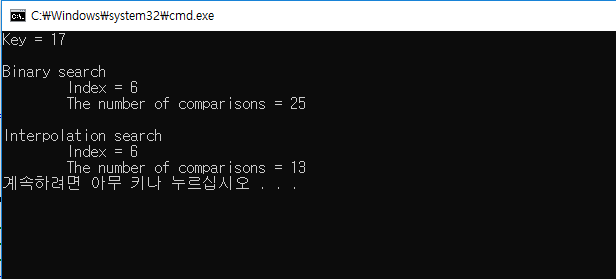 C:₩Windows₩system32₩cmd.exe
Key = 17
Binary search
Index = 6
The number of comparisons = 25
Interpolation search
Index = 6
The number of comparisons = 13
계속하려면 아무 키나 누르십시오 . . .